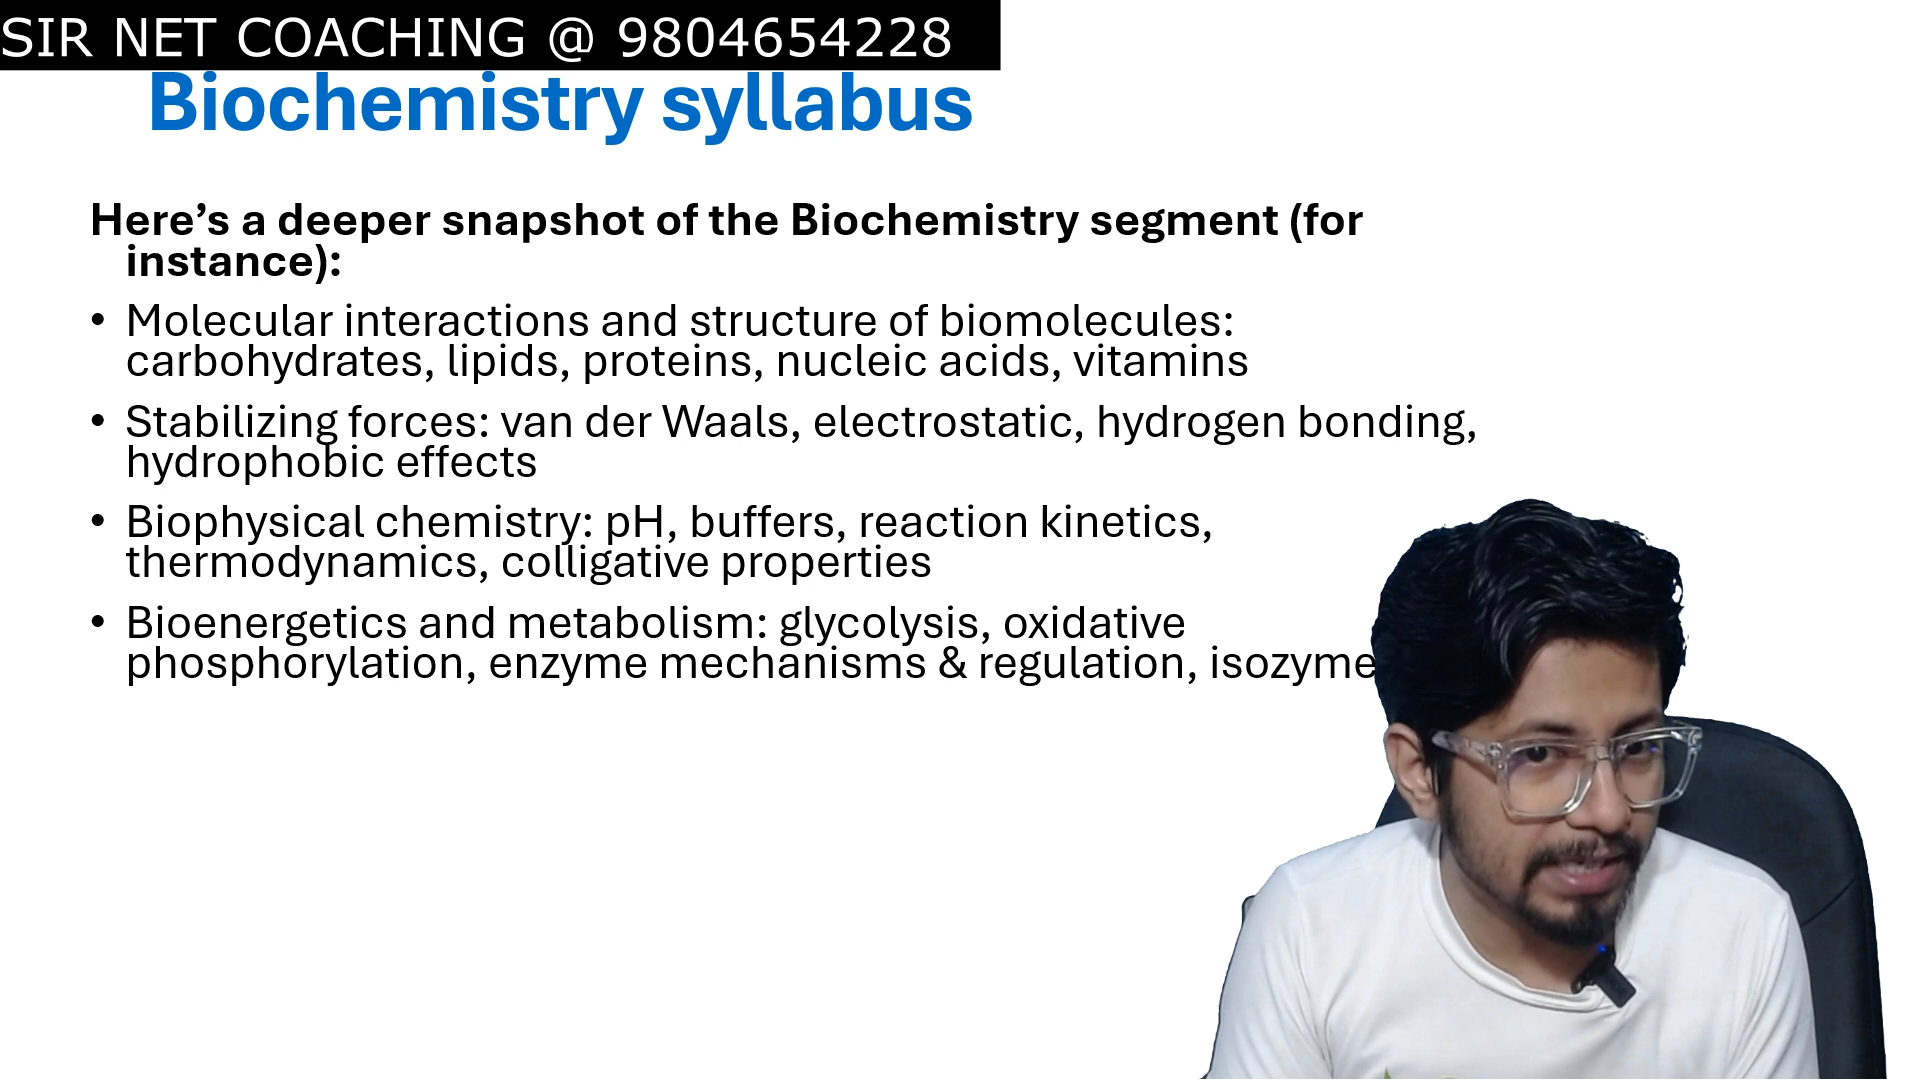 SIR NET COACHING @ 9804654228
Biochemistry syllabus
Here’s a deeper snapshot of the Biochemistry segment (for
instance):
• Molecular interactions and structure of biomolecules:
carbohydrates, lipids, proteins, nucleic acids, vitamins
• Stabilizing forces: van der Waals, electrostatic, hydrogen bonding,
hydrophobic effects
• Biophysical chemistry: pH, buffers, reaction kinetics,
thermodynamics, colligative properties
• Bioenergetics and metabolism: glycolysis, oxidative
phosphorylation, enzyme mechanisms & regulation, isozyme